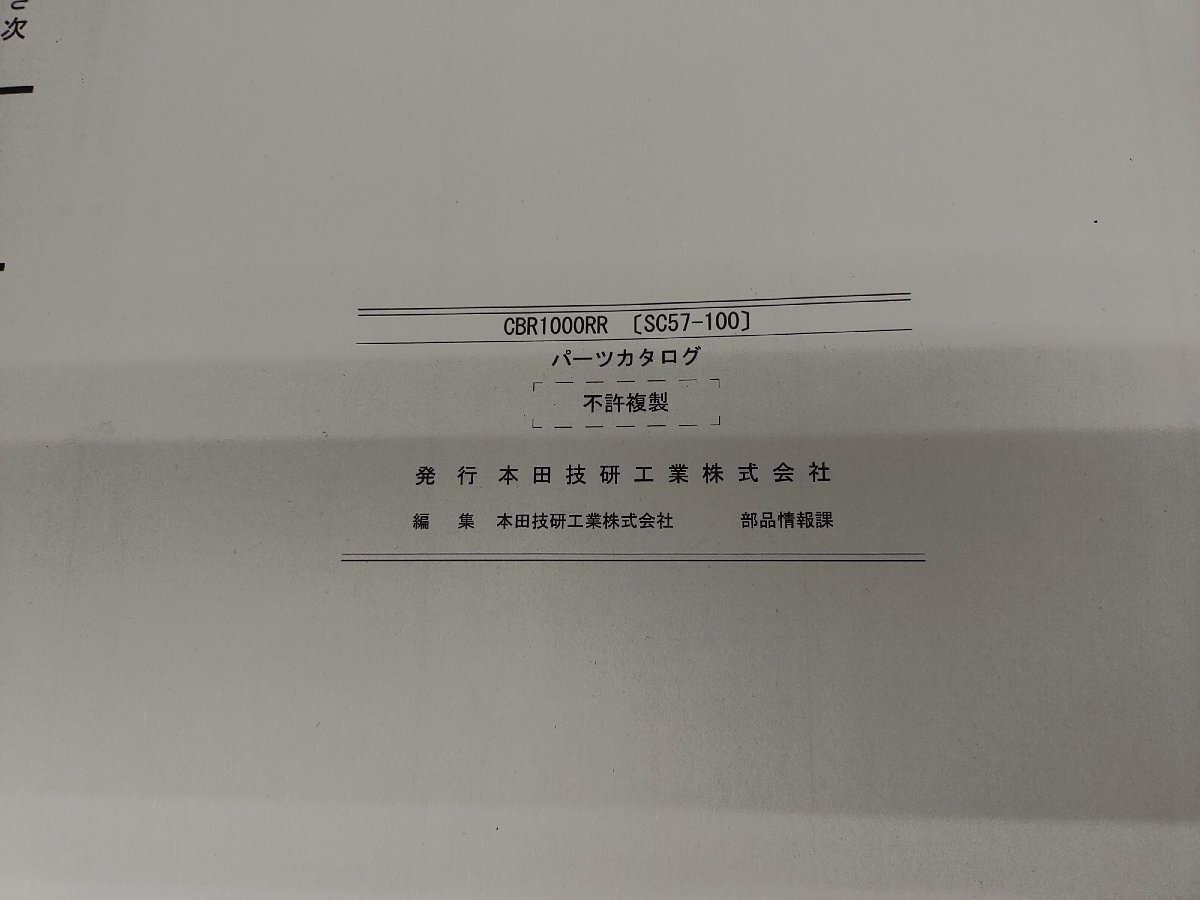 次
CBR1000RR 〔SC57-100〕
パーツカタログ
不許複製
発 行 本田技研工業株式会社
編 集 本田技研工業株式会社 部品情報課